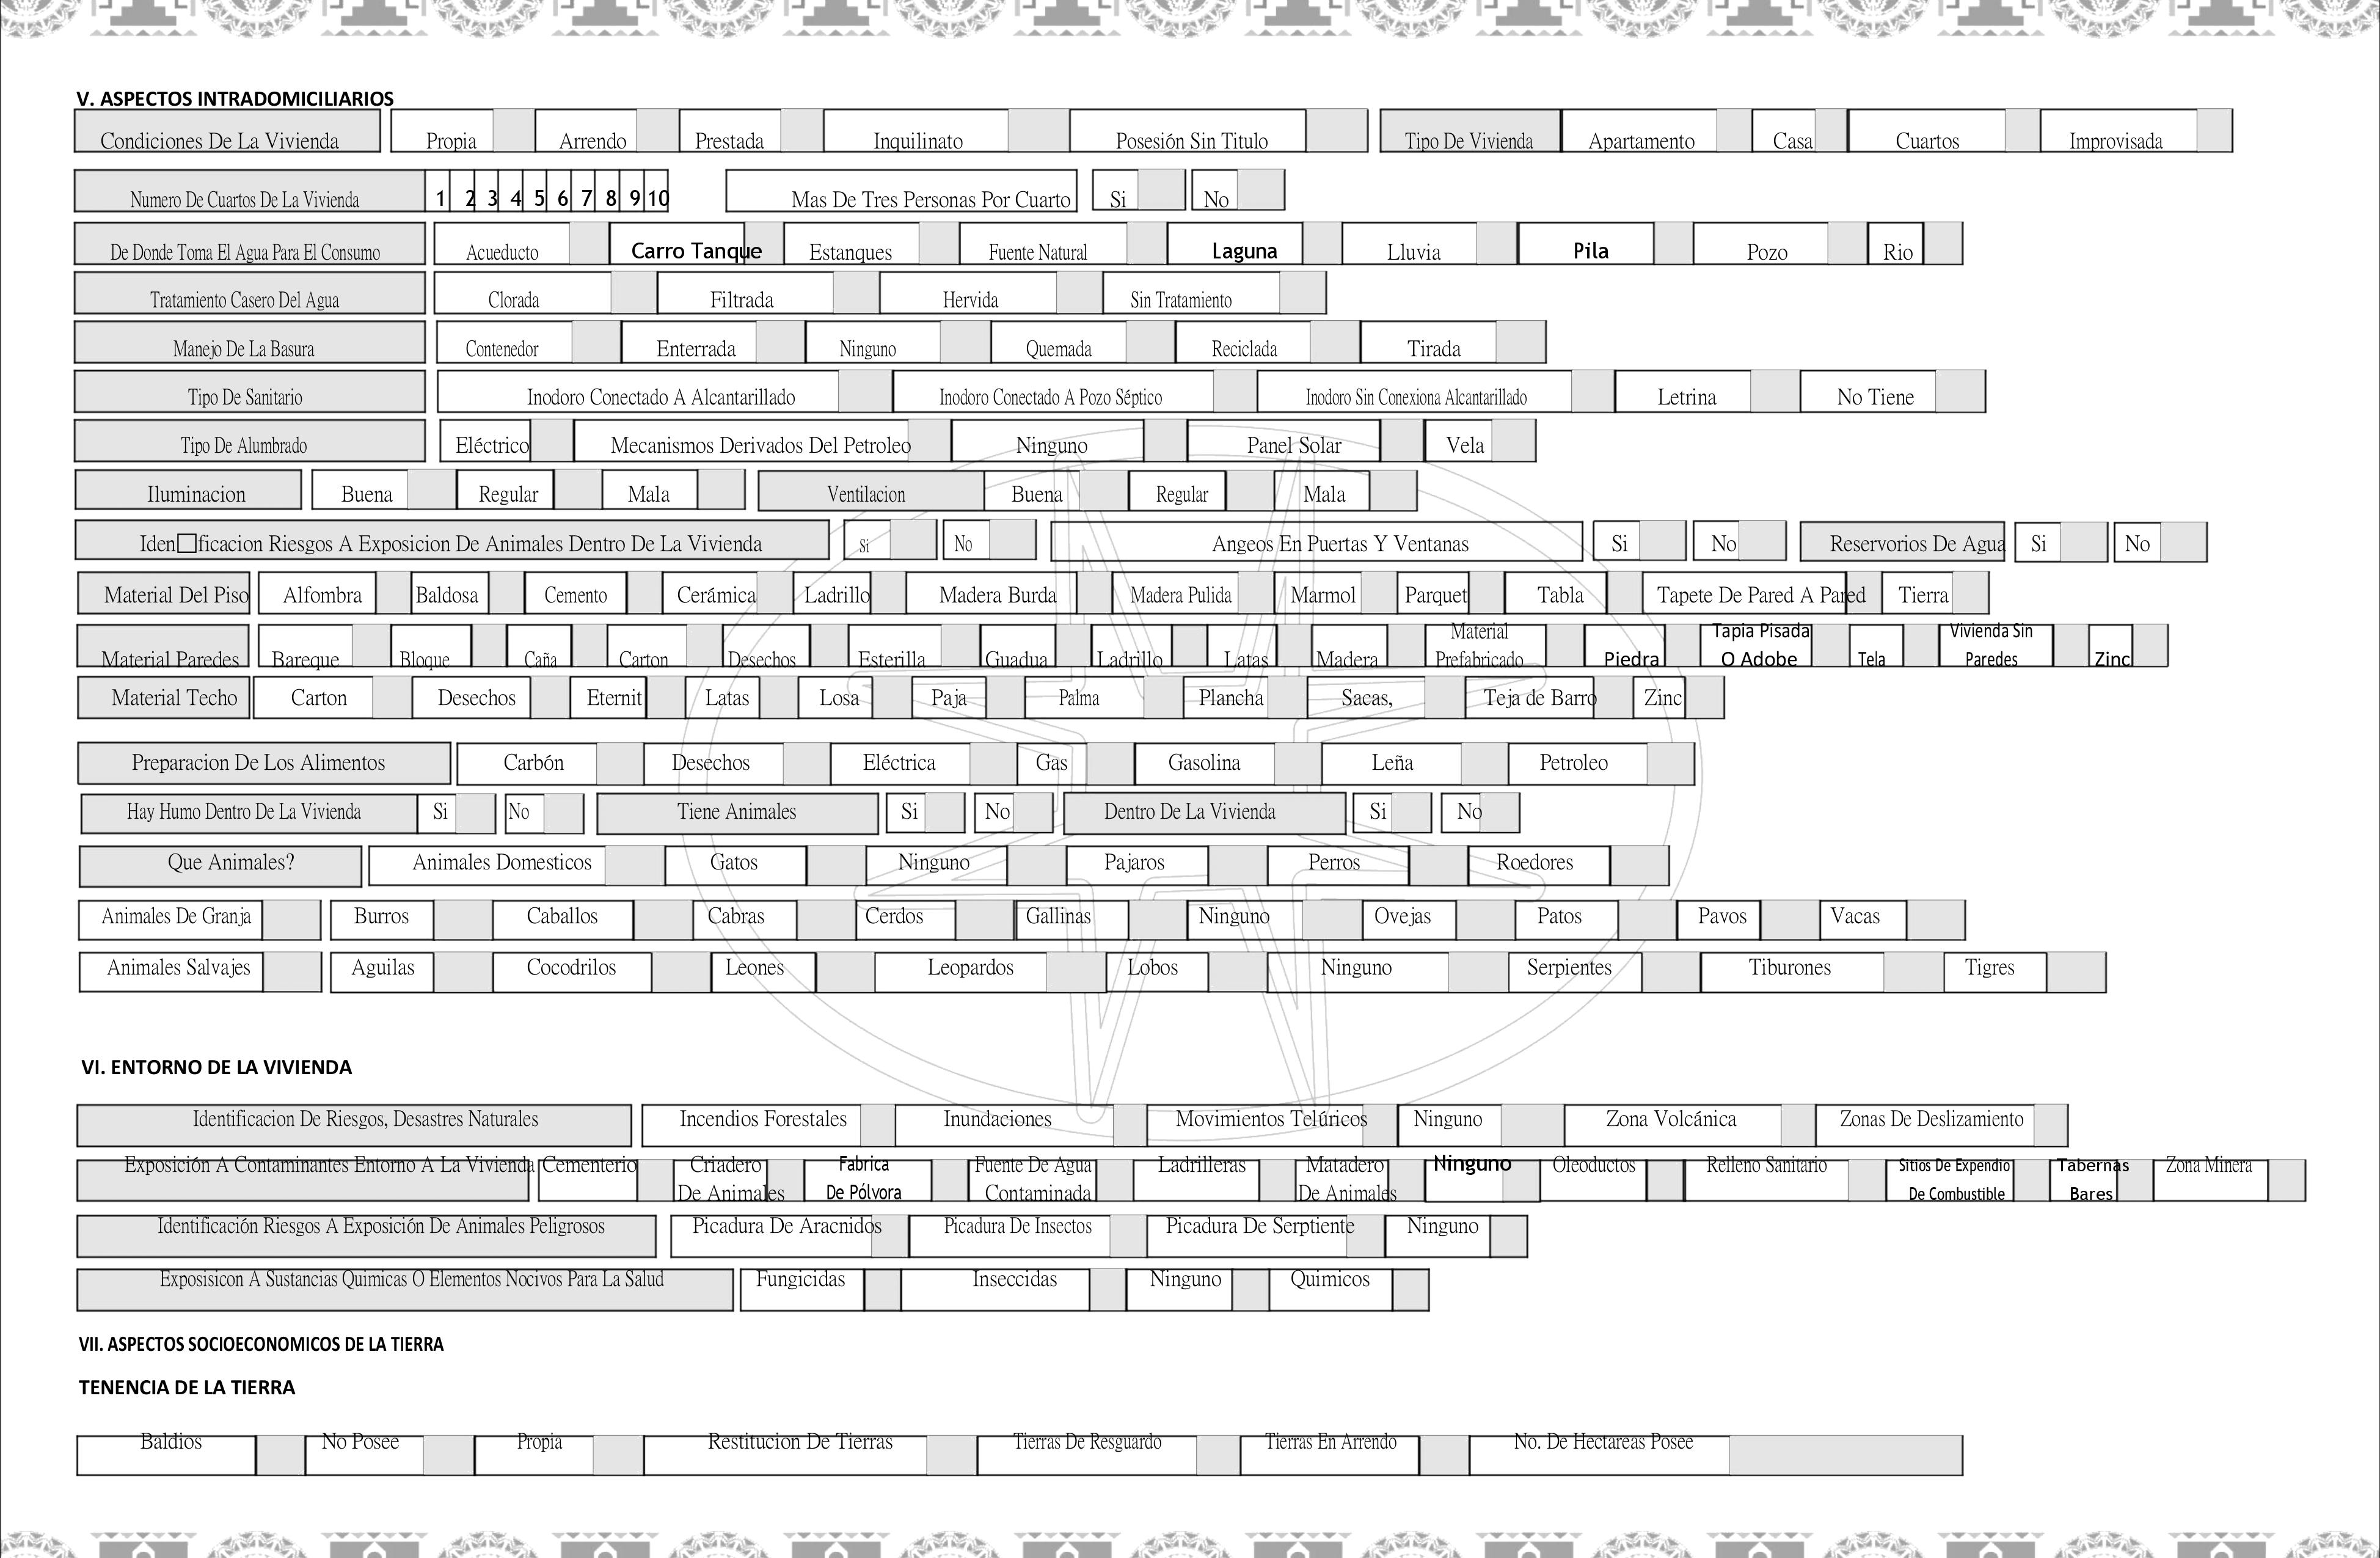 V. ASPECTOS INTRADOMICILIARIOS
Condiciones De La Vivienda Propia Arrendo Prestada Inquilinato Posesión Sin Titulo Tipo De Vivienda Apartamento Casa Cuartos Improvisada
Numero De Cuartos De La Vivienda 1 2 3 4 5 6 7 8 9 10 Mas De Tres Personas Por Cuarto Si No
De Donde Toma El Agua Para El Consumo Acueducto Carro Tanque Estanques Fuente Natural Laguna Lluvia Pila Pozo Rio
Tratamiento Casero Del Agua Clorada Filtrada Hervida Sin Tratamiento
Manejo De La Basura Contenedor Enterrada Ninguno Quemada Reciclada Tirada
Tipo De Sanitario Inodoro Conectado A Alcantarillado Inodoro Conectado A Pozo Séptico Inodoro Sin Conexiona Alcantarillado Letrina No Tiene
Tipo De Alumbrado Eléctrico Mecanismos Derivados Del Petroleo Ninguno Panel Solar Vela
Iluminacion Buena Regular Mala Ventilacion Buena Regular Mala
Iden□ficacion Riesgos A Exposicion De Animales Dentro De La Vivienda Si No Angeos En Puertas Y Ventanas Si No Reservorios De Agua Si No
Material Del Piso Alfombra Baldosa Cemento Cerámica Ladrillo Madera Burda Madera Pulida Marmol Parquet Tabla Tapete De Pared A Pared Tierra
Material Paredes Bareque Bloque Caña Carton Desechos Esterilla Guadua Ladrillo Latas Madera Material Prefabricado Piedra Tapia Pisada O Adobe Tela Vivienda Sin Paredes Zinc
Material Techo Carton Desechos Eternit Latas Losa Paja Palma Plancha Sacas, Teja de Barro Zinc
Preparacion De Los Alimentos Carbón Desechos Eléctrica Gas Gasolina Leña Petroleo
Hay Humo Dentro De La Vivienda Si No Tiene Animales Si No Dentro De La Vivienda Si No
Que Animales? Animales Domesticos Gatos Ninguno Pajaros Perros Roedores
Animales De Granja Burros Caballos Cabras Cerdos Gallinas Ninguno Ovejas Patos Pavos Vacas
Animales Salvajes Aguilas Cocodrilos Leones Leopardos Lobos Ninguno Serpientes Tiburones Tigres
VI. ENTORNO DE LA VIVIENDA
Identificacion De Riesgos, Desastres Naturales Incendios Forestales Inundaciones Movimientos Telúricos Ninguno Zona Volcánica Zonas De Deslizamiento
Exposición A Contaminantes Entorno A La Vivienda Cementerio Criadero De Animales Fabrica De Pólvora Fuente De Agua Contaminada Ladrilleras Matadero De Animales Ninguno Oleoductos Relleno Sanitario Sitios De Expendio De Combustible Tabernas Bares Zona Minera
Identificación Riesgos A Exposición De Animales Peligrosos Picadura De Aracnidos Picadura De Insectos Picadura De Serptiente Ninguno
Exposisicon A Sustancias Quimicas O Elementos Nocivos Para La Salud Fungicidas Inseccidas Ninguno Quimicos
VII. ASPECTOS SOCIOECONOMICOS DE LA TIERRA
TENENCIA DE LA TIERRA
Baldios No Posee Propia Restitucion De Tierras Tierras De Resguardo Tierras En Arrendo No. De Hectareas Posee